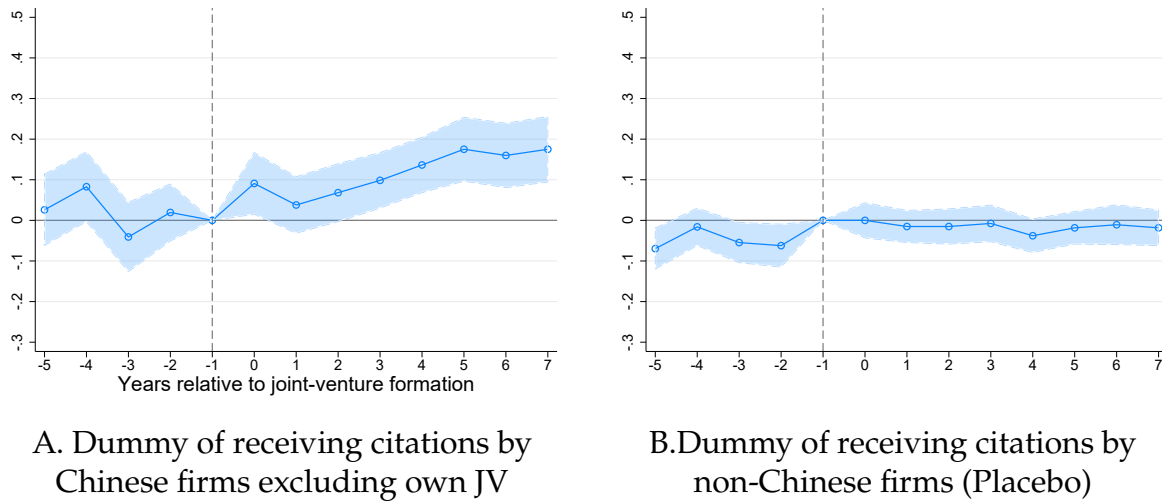 .5
.4
.3
.2
.1
0
-.1
-.2
-.3
-5 -4 -3 -2 -1 0 1 2 3 4 5 6 7
Years relative to joint-venture formation
A. Dummy of receiving citations by
Chinese firms excluding own JV
.5
.4
.3
.2
.1
0
-.1
-.2
-.3
-5 -4 -3 -2 -1 0 1 2 3 4 5 6 7
B.Dummy of receiving citations by
non-Chinese firms (Placebo)